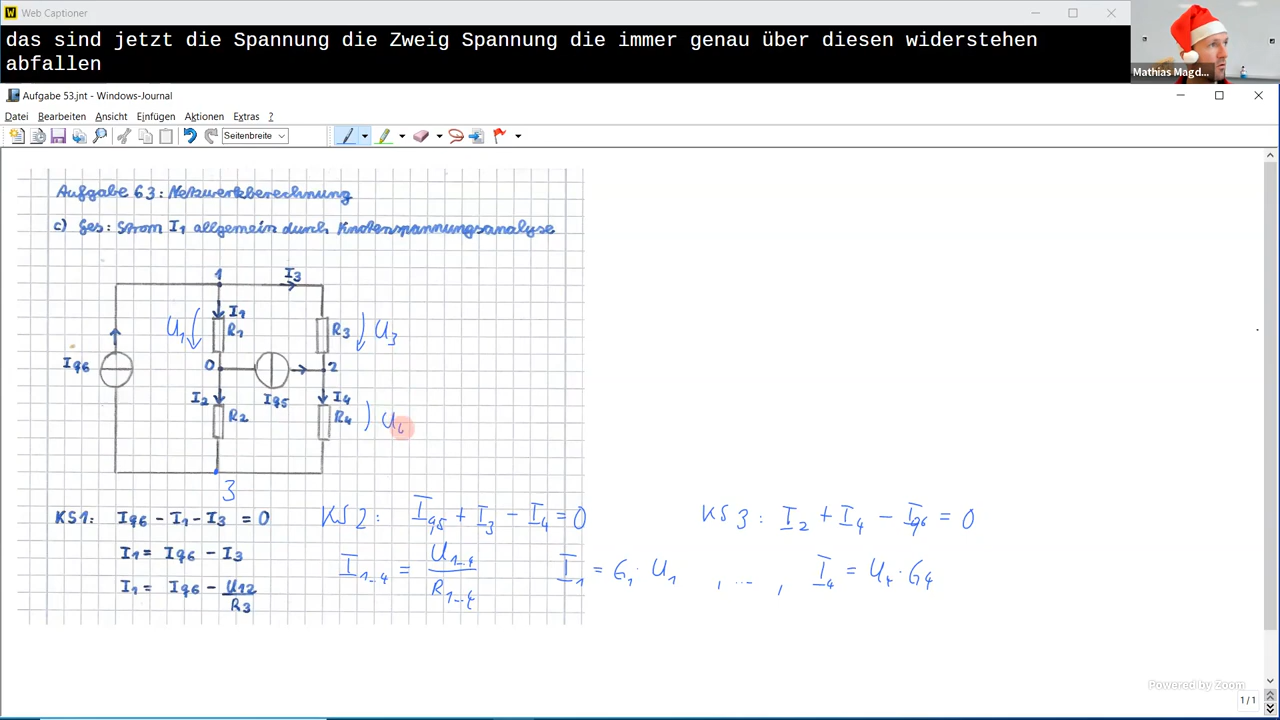 Web Captioner
das sind jetzt die Spannung die Zweig Spannung die immer genau über diesen widerstehen
abfallen
Mathias Magd...
Aufgabe 53.jnt - Windows-Journal
Datei Bearbeiten Ansicht Einfügen Aktionen Extras ?
Seitenbreite
Aufgabe 63: Netzwerkberechnung
c) Ges: Strom I1 allgemein durch Knotenspannungsanalyse
1 I3
I1
U1 R1 R3 U3
Iq6 0 2
I2 Iq5 I4
R2 R4 U
3
KS1: Iq6 - I1 - I3 = 0 KS2: Iq5 + I3 - I4 = 0 KS3: I2 + I4 - Iq6 = 0
I1 = Iq6 - I3 I1..4 = U1..4 / R1..4 I1 = G1 · U1 , ... , I4 = U4 · G4
I1 = Iq6 - U12 / R3
Powered by Zoom
1 / 1